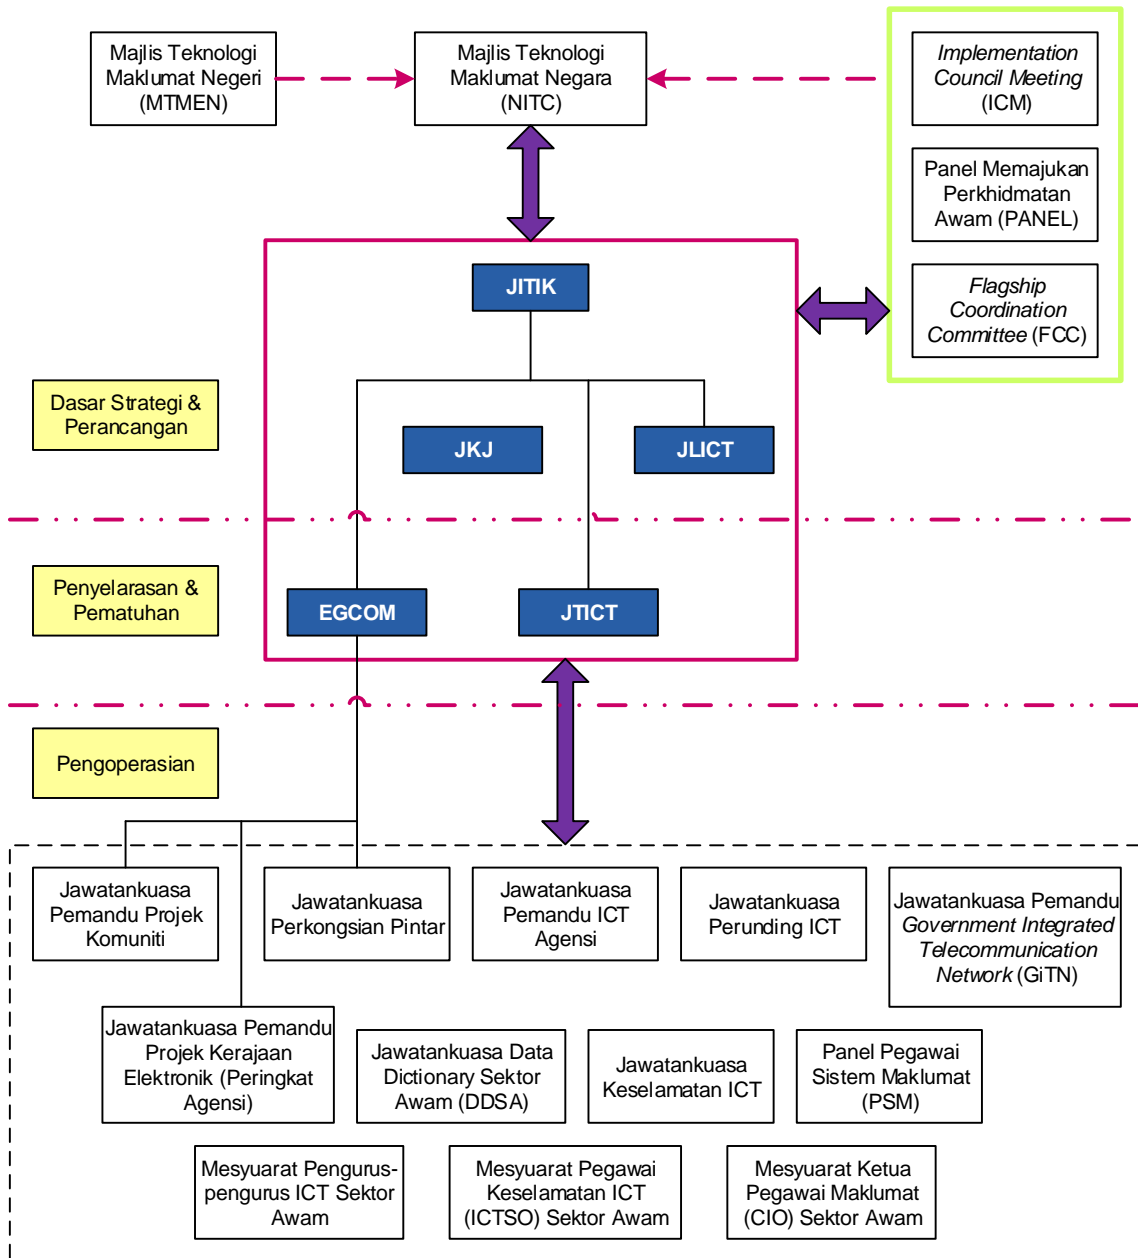 Majlis Teknologi
Maklumat Negeri
(MTMEN)
Majlis Teknologi
Maklumat Negara
(NITC)
Implementation
Council Meeting
(ICM)
Panel Memajukan
Perkhidmatan
Awam (PANEL)
Flagship
Coordination
Committee (FCC)
JITIK
Dasar Strategi &
Perancangan
JKJ
JLICT
Penyelarasan &
Pematuhan
EGCOM
JTICT
Pengoperasian
Jawatankuasa
Pemandu Projek
Komuniti
Jawatankuasa
Perkongsian Pintar
Jawatankuasa
Pemandu ICT
Agensi
Jawatankuasa
Perunding ICT
Jawatankuasa Pemandu
Government Integrated
Telecommunication
Network (GiTN)
Jawatankuasa Pemandu
Projek Kerajaan
Elektronik (Peringkat
Agensi)
Jawatankuasa Data
Dictionary Sektor
Awam (DDSA)
Jawatankuasa
Keselamatan ICT
Panel Pegawai
Sistem Maklumat
(PSM)
Mesyuarat Pengurus-
pengurus ICT Sektor
Awam
Mesyuarat Pegawai
Keselamatan ICT
(ICTSO) Sektor Awam
Mesyuarat Ketua
Pegawai Maklumat
(CIO) Sektor Awam